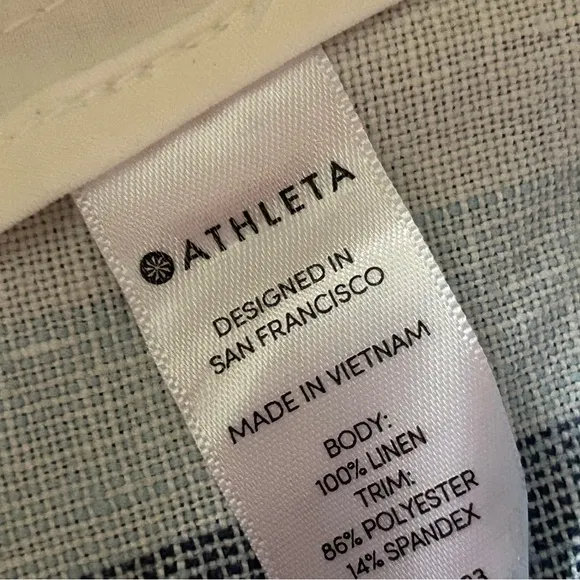 ATHLETA
DESIGNED IN
SAN FRANCISCO
MADE IN VIETNAM
BODY:
100% LINEN
TRIM:
86% POLYESTER
14% SPANDEX